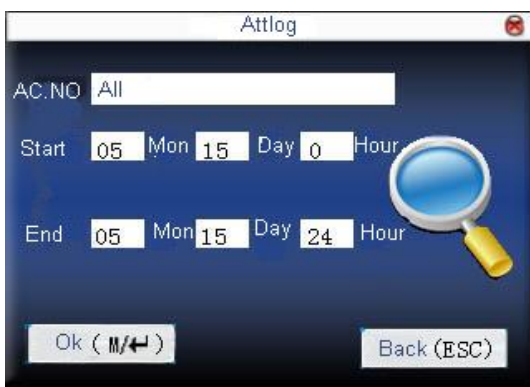 Attlog
AC.NO All
Start 05 Mon 15 Day 0 Hour
End 05 Mon 15 Day 24 Hour
Ok (M/↵) Back (ESC)